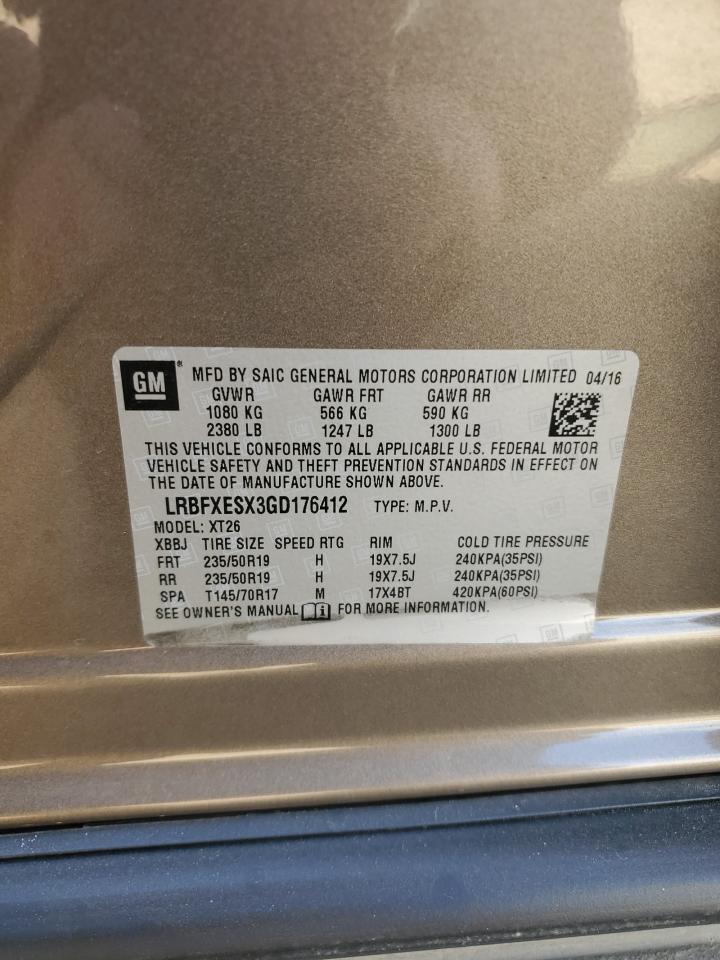 GM MFD BY SAIC GENERAL MOTORS CORPORATION LIMITED 04/16
GVWR GAWR FRT GAWR RR
1080 KG 566 KG 590 KG
2380 LB 1247 LB 1300 LB
THIS VEHICLE CONFORMS TO ALL APPLICABLE U.S. FEDERAL MOTOR
VEHICLE SAFETY AND THEFT PREVENTION STANDARDS IN EFFECT ON
THE DATE OF MANUFACTURE SHOWN ABOVE.
LRBFXESX3GD176412 TYPE: M.P.V.
MODEL: XT26
XBBJ TIRE SIZE SPEED RTG RIM COLD TIRE PRESSURE
FRT 235/50R19 H 19X7.5J 240KPA(35PSI)
RR 235/50R19 H 19X7.5J 240KPA(35PSI)
SPA T145/70R17 M 17X4BT 420KPA(60PSI)
SEE OWNER'S MANUAL FOR MORE INFORMATION.